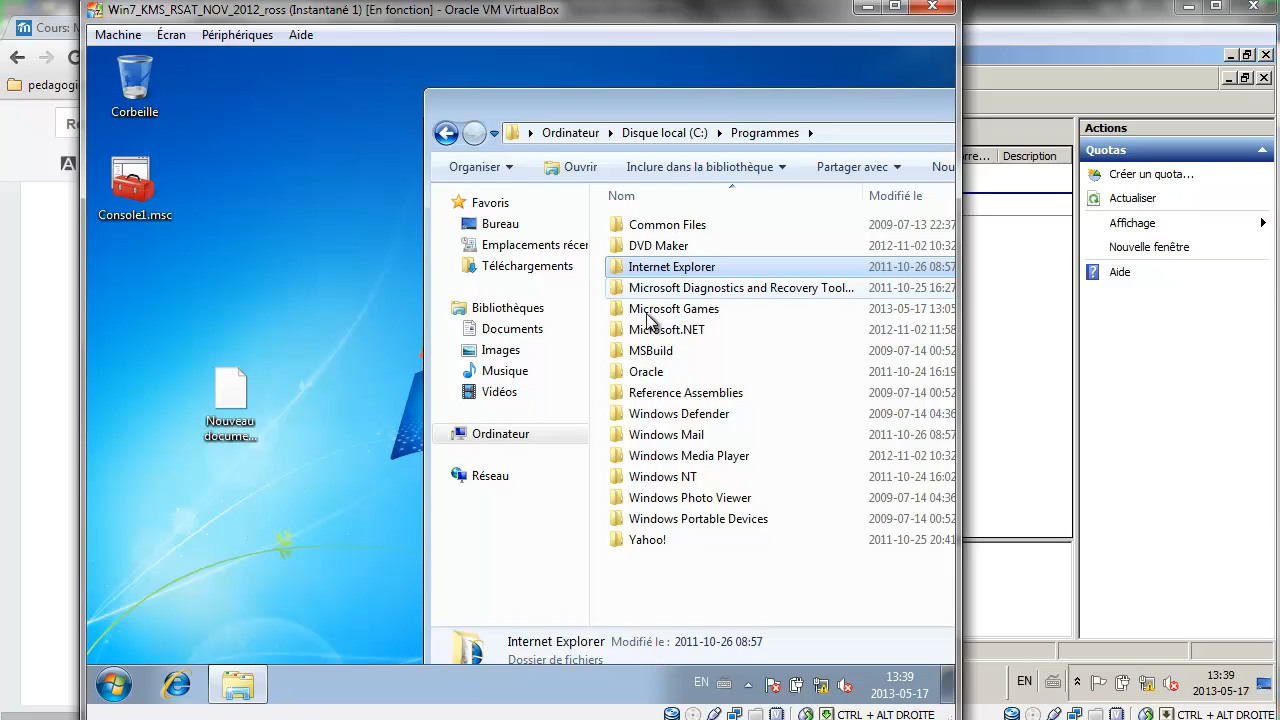 Win7_KMS_RSAT_NOV_2012_ross (Instantané 1) [En fonction] - Oracle VM VirtualBox
Cours: M
Machine Écran Périphériques Aide
pedagogi
Corbeille
Console1.msc
Nouveau
docume...
Ordinateur Disque local (C:) Programmes
Organiser Ouvrir Inclure dans la bibliothèque Partager avec Nou
Favoris
Bureau
Emplacements récer
Téléchargements
Bibliothèques
Documents
Images
Musique
Vidéos
Ordinateur
Réseau
Nom Modifié le
Common Files 2009-07-13 22:37
DVD Maker 2012-11-02 10:32
Internet Explorer 2011-10-26 08:57
Microsoft Diagnostics and Recovery Tool... 2011-10-25 16:27
Microsoft Games 2013-05-17 13:05
Microsoft.NET 2012-11-02 11:58
MSBuild 2009-07-14 00:52
Oracle 2011-10-24 16:19
Reference Assemblies 2009-07-14 00:52
Windows Defender 2009-07-14 04:36
Windows Mail 2011-10-26 08:57
Windows Media Player 2012-11-02 10:32
Windows NT 2011-10-24 16:02
Windows Photo Viewer 2009-07-14 04:36
Windows Portable Devices 2009-07-14 00:52
Yahoo! 2011-10-25 20:41
Internet Explorer Modifié le : 2011-10-26 08:57
Dossier de fichiers
EN 13:39
2013-05-17
CTRL + ALT DROITE
orre... Description
Actions
Quotas
Créer un quota...
Actualiser
Affichage
Nouvelle fenêtre
Aide
EN 13:39
2013-05-17
CTRL + ALT DROITE